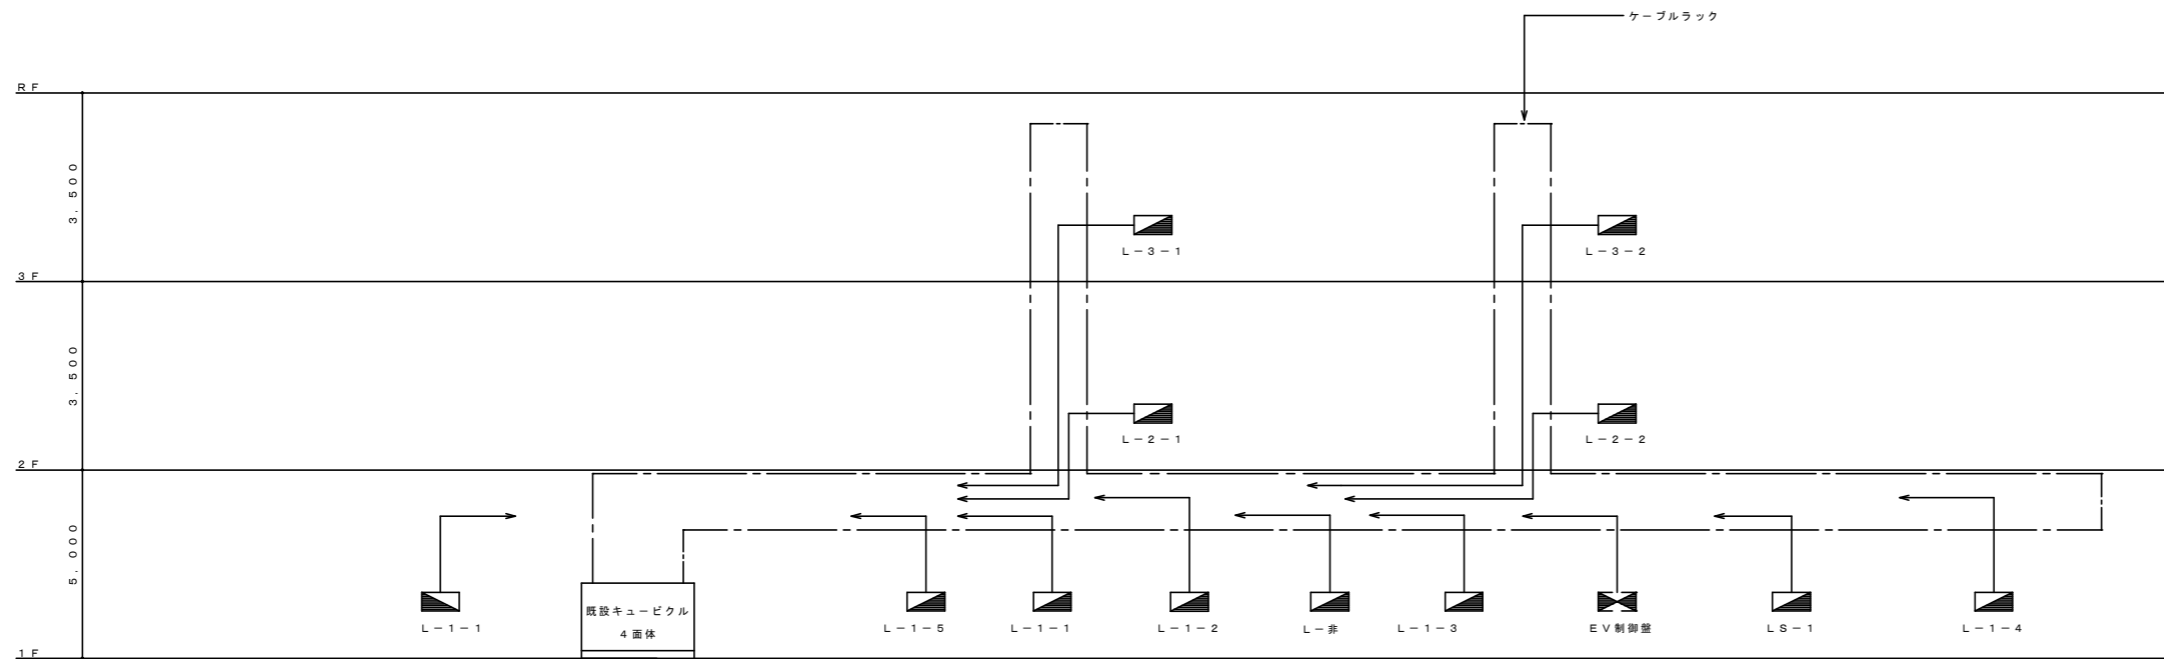 ケーブルラック
RF
3,500
L-3-1
L-3-2
3F
3,500
L-2-1
L-2-2
2F
5,000
既設キュービクル
4面体
L-1-1
L-1-5
L-1-1
L-1-2
L-非
L-1-3
EV制御盤
LS-1
L-1-4
1F